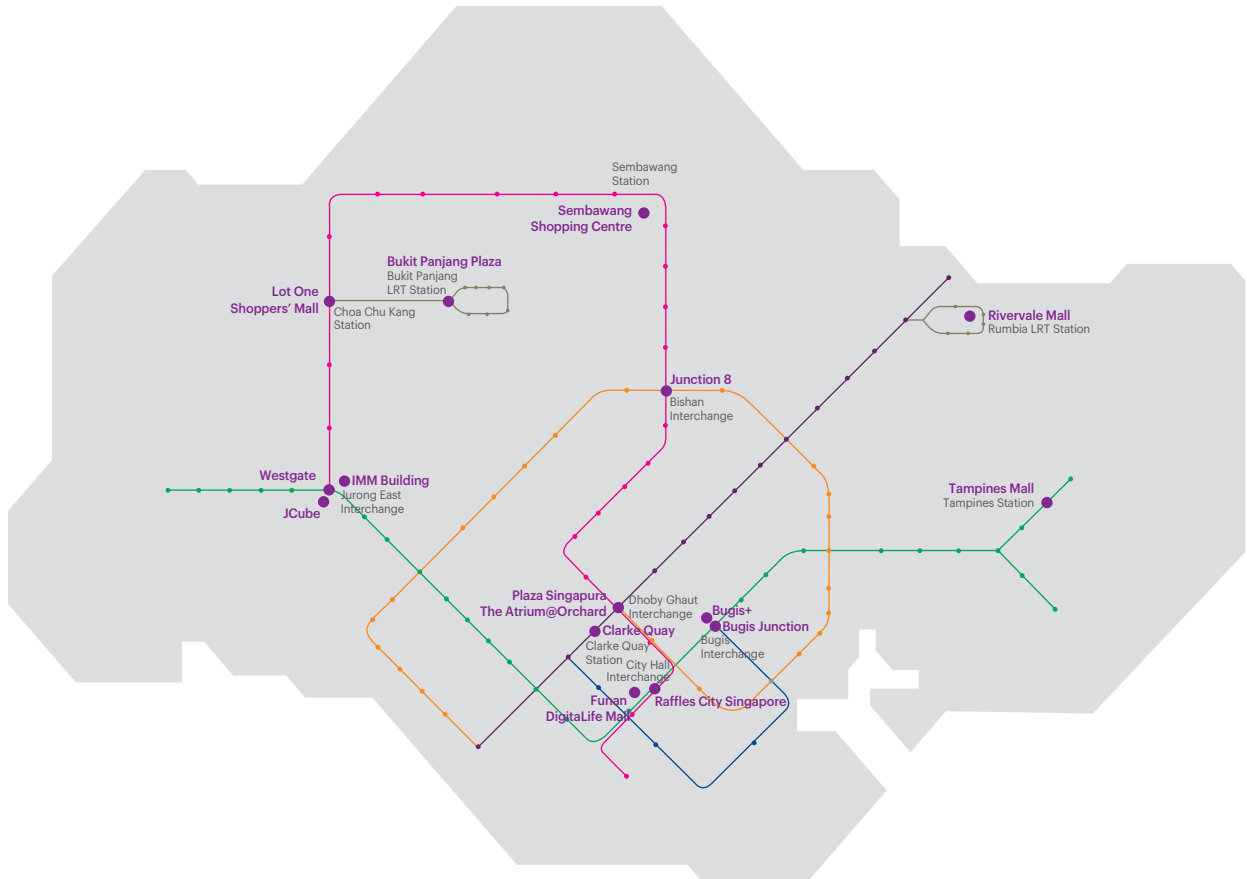 Sembawang
Station
Sembawang
Shopping Centre
Bukit Panjang Plaza
Bukit Panjang
LRT Station
Lot One
Shoppers’ Mall
Choa Chu Kang
Station
Rivervale Mall
Rumbia LRT Station
Junction 8
Bishan
Interchange
Westgate
IMM Building
Jurong East
Interchange
JCube
Tampines Mall
Tampines Station
Plaza Singapura
The Atrium@Orchard
Dhoby Ghaut
Interchange
Bugis+
Bugis Junction
Bugis
Interchange
Clarke Quay
Clarke Quay
Station
City Hall
Interchange
Funan
DigitaLife Mall
Raffles City Singapore